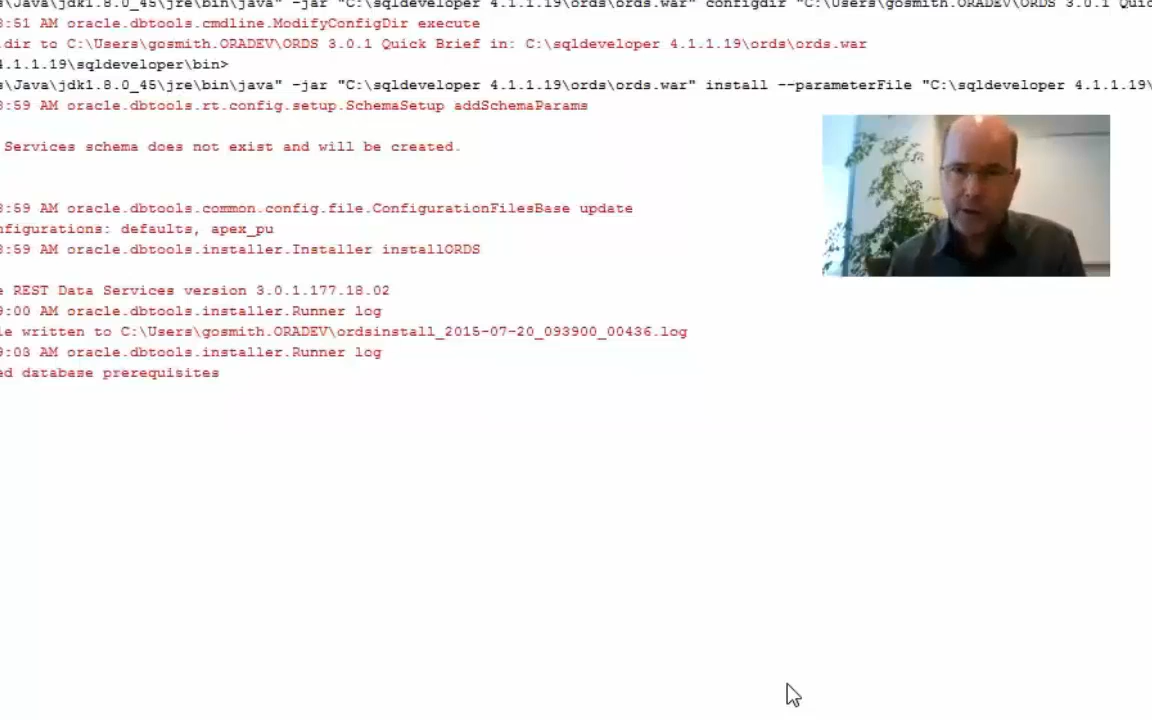 \Java\jdk1.8.0_45\jre\bin\java" -jar "C:\sqldeveloper 4.1.1.19\ords\ords.war" configdir "C:\Users\gosmith.ORADEV\ORDS 3.0.1 Quic
:51 AM oracle.dbtools.cmdline.ModifyConfigDir execute
dir to C:\Users\gosmith.ORADEV\ORDS 3.0.1 Quick Brief in: C:\sqldeveloper 4.1.1.19\ords\ords.war
4.1.1.19\sqldeveloper\bin>
s\Java\jdk1.8.0_45\jre\bin\java" -jar "C:\sqldeveloper 4.1.1.19\ords\ords.war" install --parameterFile "C:\sqldeveloper 4.1.1.19\
8:59 AM oracle.dbtools.rt.config.setup.SchemaSetup addSchemaParams
Services schema does not exist and will be created.
8:59 AM oracle.dbtools.common.config.file.ConfigurationFilesBase update
nfigurations: defaults, apex_pu
8:59 AM oracle.dbtools.installer.Installer installORDS
e REST Data Services version 3.0.1.177.18.02
9:00 AM oracle.dbtools.installer.Runner log
le written to C:\Users\gosmith.ORADEV\ordsinstall_2015-07-20_093900_00436.log
9:03 AM oracle.dbtools.installer.Runner log
ed database prerequisites